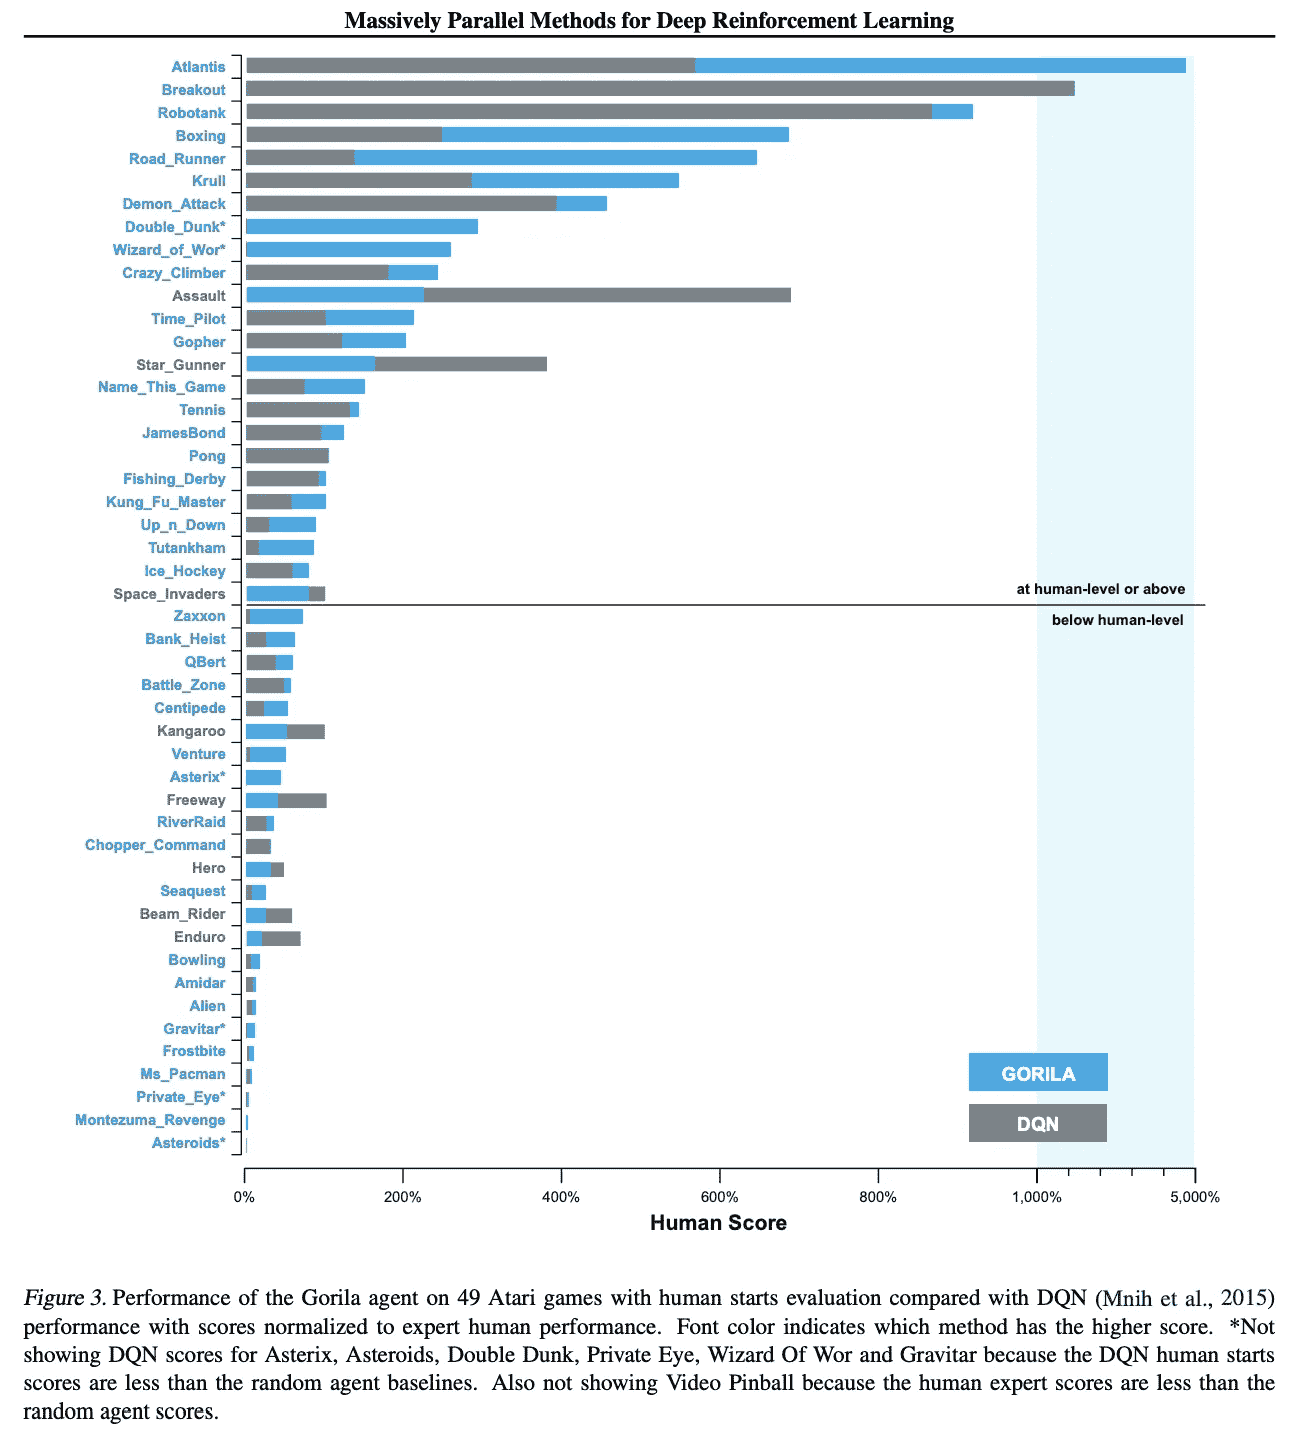 Massively Parallel Methods for Deep Reinforcement Learning
Atlantis
Breakout
Robotank
Boxing
Road_Runner
Krull
Demon_Attack
Double_Dunk*
Wizard_of_Wor*
Crazy_Climber
Assault
Time_Pilot
Gopher
Star_Gunner
Name_This_Game
Tennis
JamesBond
Pong
Fishing_Derby
Kung_Fu_Master
Up_n_Down
Tutankham
Ice_Hockey
Space_Invaders
at human-level or above
below human-level
Zaxxon
Bank_Heist
QBert
Battle_Zone
Centipede
Kangaroo
Venture
Asterix*
Freeway
RiverRaid
Chopper_Command
Hero
Seaquest
Beam_Rider
Enduro
Bowling
Amidar
Alien
Gravitar*
Frostbite
Ms_Pacman
Private_Eye*
Montezuma_Revenge
Asteroids*
GORILA
DQN
0% 200% 400% 600% 800% 1,000% 5,000%
Human Score
Figure 3. Performance of the Gorila agent on 49 Atari games with human starts evaluation compared with DQN (Mnih et al., 2015)
performance with scores normalized to expert human performance. Font color indicates which method has the higher score. *Not
showing DQN scores for Asterix, Asteroids, Double Dunk, Private Eye, Wizard Of Wor and Gravitar because the DQN human starts
scores are less than the random agent baselines. Also not showing Video Pinball because the human expert scores are less than the
random agent scores.